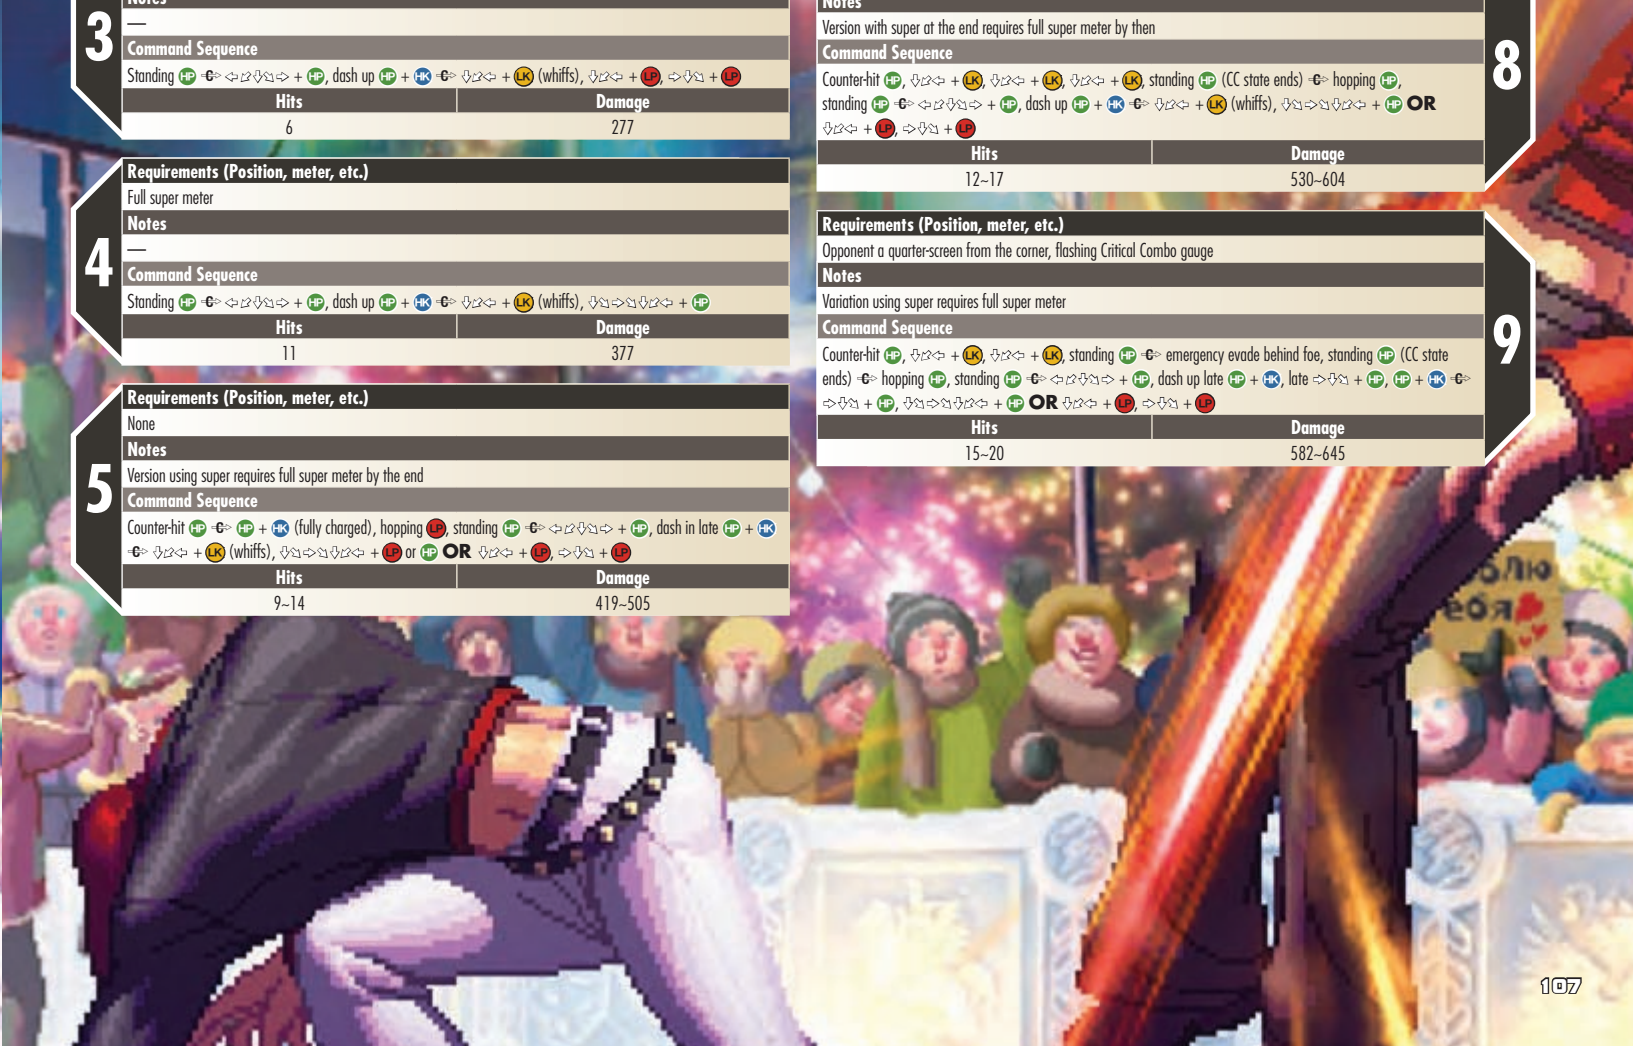 Notes
—
3
Command Sequence
Standing HP C ⇦⬃⇩⬂⇨ + HP, dash up HP + HK C ⇩⬃⇦ + LK (whiffs), ⇩⬃⇦ + LP, ⇨⇩⬂ + LP
Hits Damage
6 277
4
Requirements (Position, meter, etc.)
Full super meter
Notes
—
Command Sequence
Standing HP C ⇦⬃⇩⬂⇨ + HP, dash up HP + HK C ⇩⬃⇦ + LK (whiffs), ⇩⬂⇨⬂⇩⬃⇦ + HP
Hits Damage
11 377
5
Requirements (Position, meter, etc.)
None
Notes
Version using super requires full super meter by the end
Command Sequence
Counter-hit HP C HP + HK (fully charged), hopping LP, standing HP C ⇦⬃⇩⬂⇨ + HP, dash in late HP + HK
C ⇩⬃⇦ + LK (whiffs), ⇩⬂⇨⬂⇩⬃⇦ + LP or HP OR ⇩⬃⇦ + LP, ⇨⇩⬂ + LP
Hits Damage
9~14 419~505
Notes
Version with super at the end requires full super meter by then
8
Command Sequence
Counter-hit HP, ⇩⬃⇦ + LK, ⇩⬃⇦ + LK, ⇩⬃⇦ + LK, standing HP (CC state ends) C hopping HP,
standing HP C ⇦⬃⇩⬂⇨ + HP, dash up HP + HK C ⇩⬃⇦ + LK (whiffs), ⇩⬂⇨⬂⇩⬃⇦ + HP OR
⇩⬃⇦ + LP, ⇨⇩⬂ + LP
Hits Damage
12~17 530~604
9
Requirements (Position, meter, etc.)
Opponent a quarter-screen from the corner, flashing Critical Combo gauge
Notes
Variation using super requires full super meter
Command Sequence
Counter-hit HP, ⇩⬃⇦ + LK, ⇩⬃⇦ + LK, standing HP C emergency evade behind foe, standing HP (CC state
ends) C hopping HP, standing HP C ⇦⬃⇩⬂⇨ + HP, dash up late HP + HK, late ⇨⇩⬂ + HP, HP + HK C
⇨⇩⬂ + HP, ⇩⬂⇨⬂⇩⬃⇦ + HP OR ⇩⬃⇦ + LP, ⇨⇩⬂ + LP
Hits Damage
15~20 582~645
107